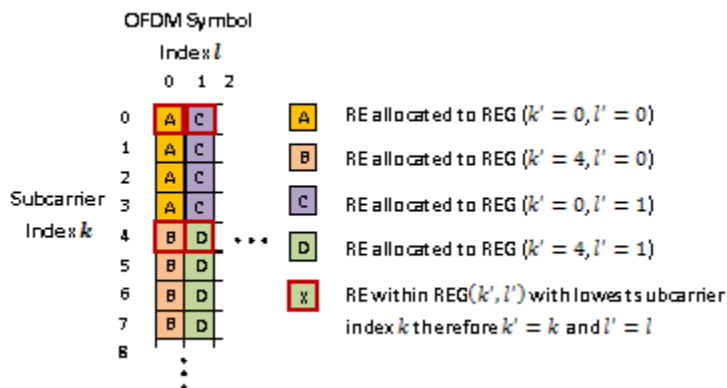 OFDM Symbol
Index l
0 1 2
0 A C A RE allocated to REG (k′ = 0, l′ = 0)
1 A C
2 A C B RE allocated to REG (k′ = 4, l′ = 0)
Subcarrier
Index k
3 A C C RE allocated to REG (k′ = 0, l′ = 1)
4 B D ••• D RE allocated to REG (k′ = 4, l′ = 1)
5 B D
6 B D X RE within REG(k′, l′) with lowest subcarrier
7 B D index k therefore k′ = k and l′ = l
8